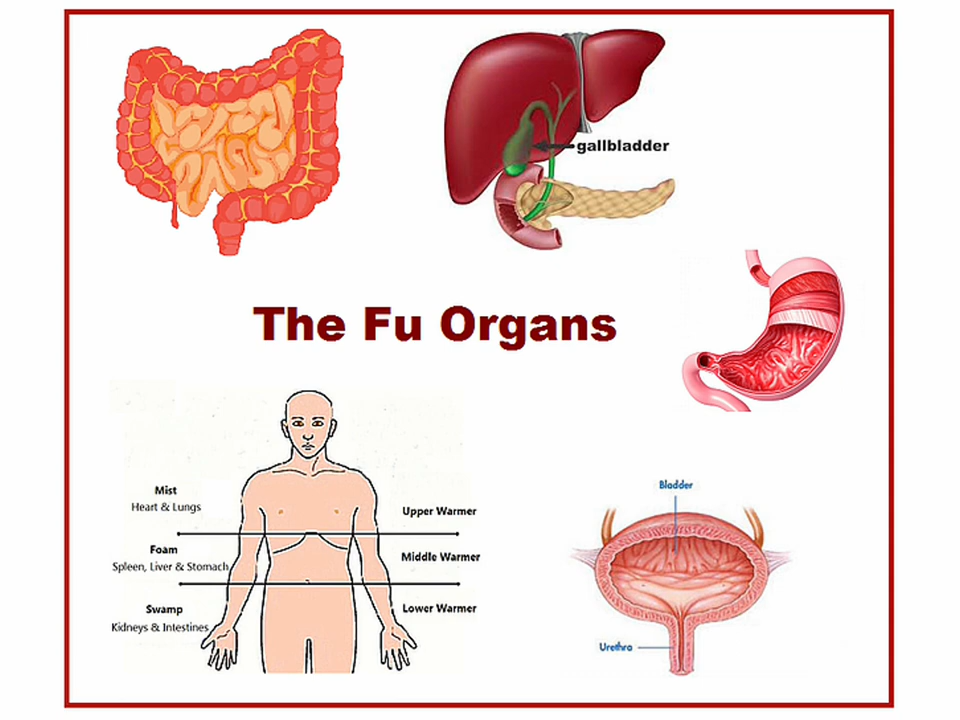 gallbladder
The Fu Organs
Mist
Heart & Lungs
Upper Warmer
Foam
Spleen, Liver & Stomach
Middle Warmer
Swamp
Kidneys & Intestines
Lower Warmer
Bladder
Urethra